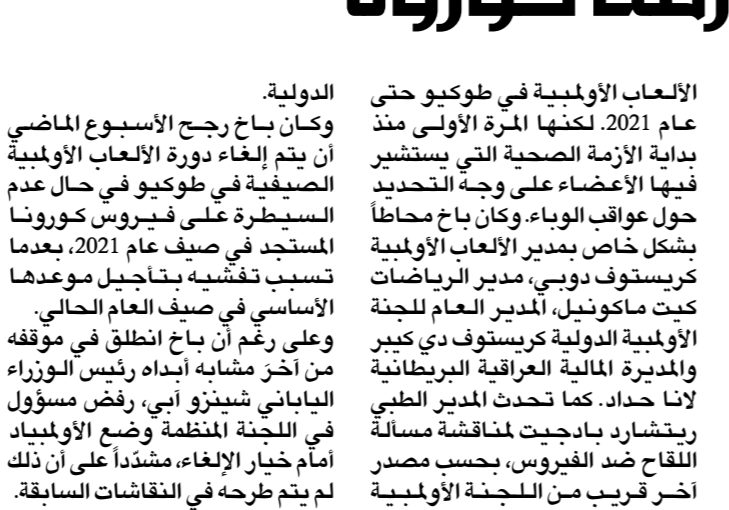 الألعاب الأولمبية في طوكيو حتى
عام 2021. لكنها المرة الأولى منذ
بداية الأزمة الصحية التي يستشير
فيها الأعضاء على وجه التحديد
حول عواقب الوباء. وكان باخ محاطاً
بشكل خاص بمدير الألعاب الأولمبية
كريستوف دوبي، مدير الرياضات
كيت ماكونيل، المدير العام للجنة
الأولمبية الدولية كريستوف دي كيبر
والمديرة المالية العراقية البريطانية
لانا حداد. كما تحدث المدير الطبي
ريتشارد بادجيت لمناقشة مسألة
اللقاح ضد الفيروس، بحسب مصدر
آخر قريب من اللجنة الأولمبية
الدولية.
وكان باخ رجح الأسبوع الماضي
أن يتم إلغاء دورة الألعاب الأولمبية
الصيفية في طوكيو في حال عدم
السيطرة على فيروس كورونا
المستجد في صيف عام 2021، بعدما
تسبب تفشيه بتأجيل موعدها
الأساسي في صيف العام الحالي.
وعلى رغم أن باخ انطلق في موقفه
من آخرَ مشابه أبداه رئيس الوزراء
الياباني شينزو آبي، رفض مسؤول
في اللجنة المنظمة وضع الأولمبياد
أمام خيار الإلغاء، مشدّداً على أن ذلك
لم يتم طرحه في النقاشات السابقة.